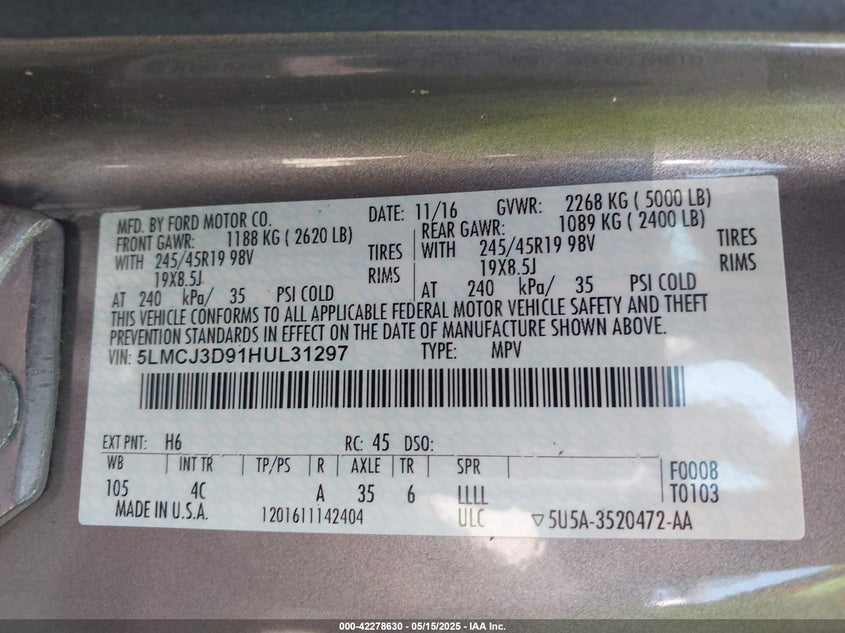 MFD. BY FORD MOTOR CO. DATE: 11/16 GVWR: 2268 KG ( 5000 LB)
FRONT GAWR: 1188 KG ( 2620 LB) REAR GAWR: 1089 KG ( 2400 LB)
WITH 245/45R19 98V TIRES WITH 245/45R19 98V TIRES
19X8.5J RIMS 19X8.5J RIMS
AT 240 kPa/ 35 PSI COLD AT 240 kPa/ 35 PSI COLD
THIS VEHICLE CONFORMS TO ALL APPLICABLE FEDERAL MOTOR VEHICLE SAFETY AND THEFT
PREVENTION STANDARDS IN EFFECT ON THE DATE OF MANUFACTURE SHOWN ABOVE.
VIN: 5LMCJ3D91HUL31297 TYPE: MPV
EXT PNT: H6 RC: 45 DSO:
WB INT TR TP/PS R AXLE TR SPR F0008
105 4C A 35 6 LLLL T0103
MADE IN U.S.A. 1201611142404 ULC ▽5U5A-3520472-AA
000-42278630 - 05/15/2025 - IAA Inc.